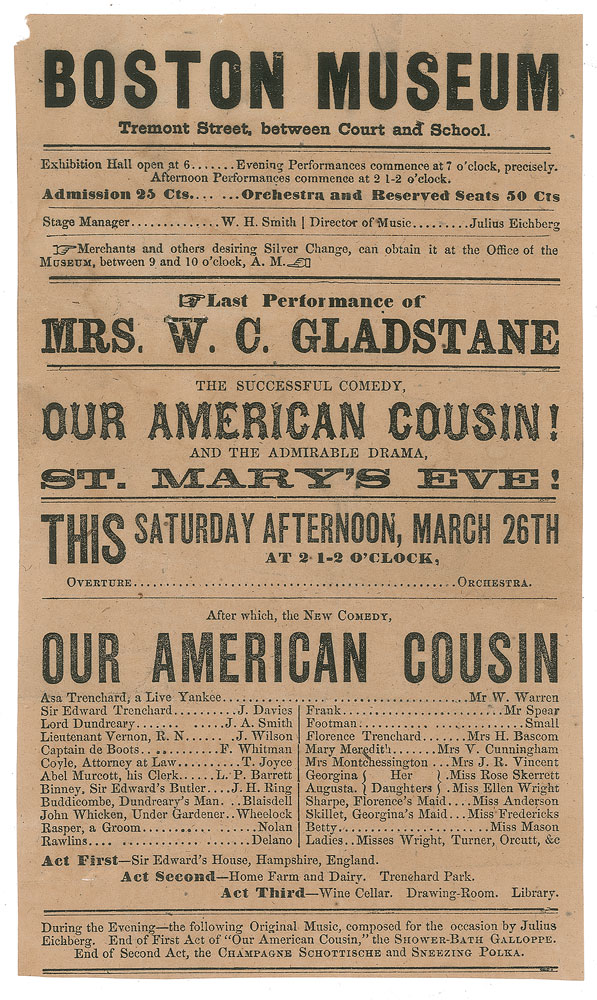 BOSTON MUSEUM
Tremont Street, between Court and School.
Exhibition Hall open at 6.......Evening Performances commence at 7 o'clock, precisely.
Afternoon Performances commence at 2 1-2 o'clock.
Admission 25 Cts.... ...Orchestra and Reserved Seats 50 Cts
Stage Manager..............W. H. Smith | Director of Music.........Julius Eichberg
☞Merchants and others desiring Silver Change, can obtain it at the Office of the
MUSEUM, between 9 and 10 o'clock, A. M.☜
☞Last Performance of
MRS. W. C. GLADSTANE
THE SUCCESSFUL COMEDY,
OUR AMERICAN COUSIN!
AND THE ADMIRABLE DRAMA,
ST. MARY'S EVE!
THIS SATURDAY AFTERNOON, MARCH 26TH
AT 2 1-2 O'CLOCK,
OVERTURE..............................................ORCHESTRA.
After which, the NEW COMEDY,
OUR AMERICAN COUSIN
Asa Trenchard, a Live Yankee....................................Mr W. Warren
Sir Edward Trenchard.........J. Davies
Lord Dundreary..... ......J. A. Smith
Lieutenant Vernon, R. N...... .J. Wilson
Captain de Boots...........F. Whitman
Coyle, Attorney at Law.........T. Joyce
Abel Murcott, his Clerk.....L. P. Barrett
Binney, Sir Edward's Butler....J. H. Ring
Buddicombe, Dundreary's Man. ..Blaisdell
John Whicken, Under Gardener..Wheelock
Rasper, a Groom................Nolan
Rawlins.... ...................Delano
Frank.......................Mr Spear
Footman........................Small
Florence Trenchard......Mrs H. Bascom
Mary Meredith.......Mrs V. Cunningham
Mrs Montchessington ...Mrs J. R. Vincent
Georgina } Her } .Miss Rose Skerrett
Augusta. } Daughters } .Miss Ellen Wright
Sharpe, Florence's Maid....Miss Anderson
Skillet, Georgina's Maid...Miss Fredericks
Betty......................Miss Mason
Ladies..Misses Wright, Turner, Orcutt, &c
Act First—Sir Edward's House, Hampshire, England.
Act Second—Home Farm and Dairy. Trenchard Park.
Act Third—Wine Cellar. Drawing-Room. Library.
During the Evening—the following Original Music, composed for the occasion by Julius
Eichberg. End of First Act of "Our American Cousin," the SHOWER-BATH GALLOPPE.
End of Second Act, the CHAMPAGNE SCHOTTISCHE and SNEEZING POLKA.